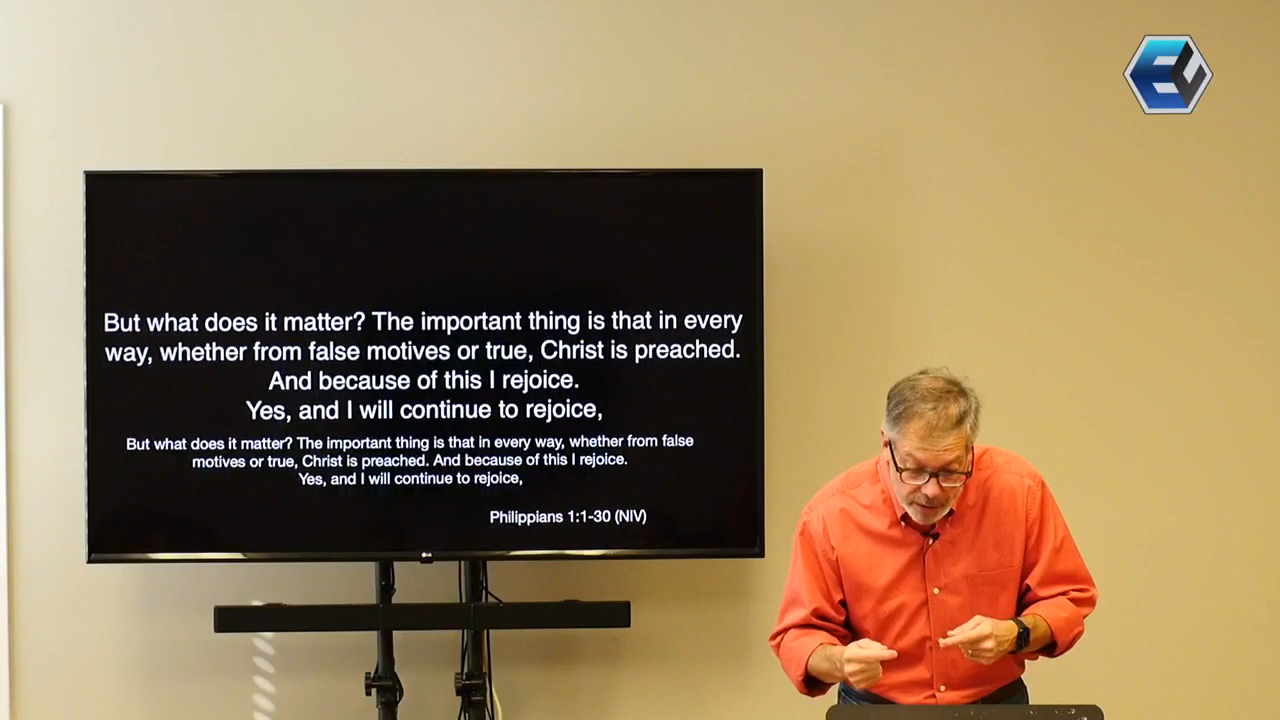 But what does it matter? The important thing is that in every
way, whether from false motives or true, Christ is preached.
And because of this I rejoice.
Yes, and I will continue to rejoice,
But what does it matter? The important thing is that in every way, whether from false
motives or true, Christ is preached. And because of this I rejoice.
Yes, and I will continue to rejoice,
Philippians 1:1-30 (NIV)